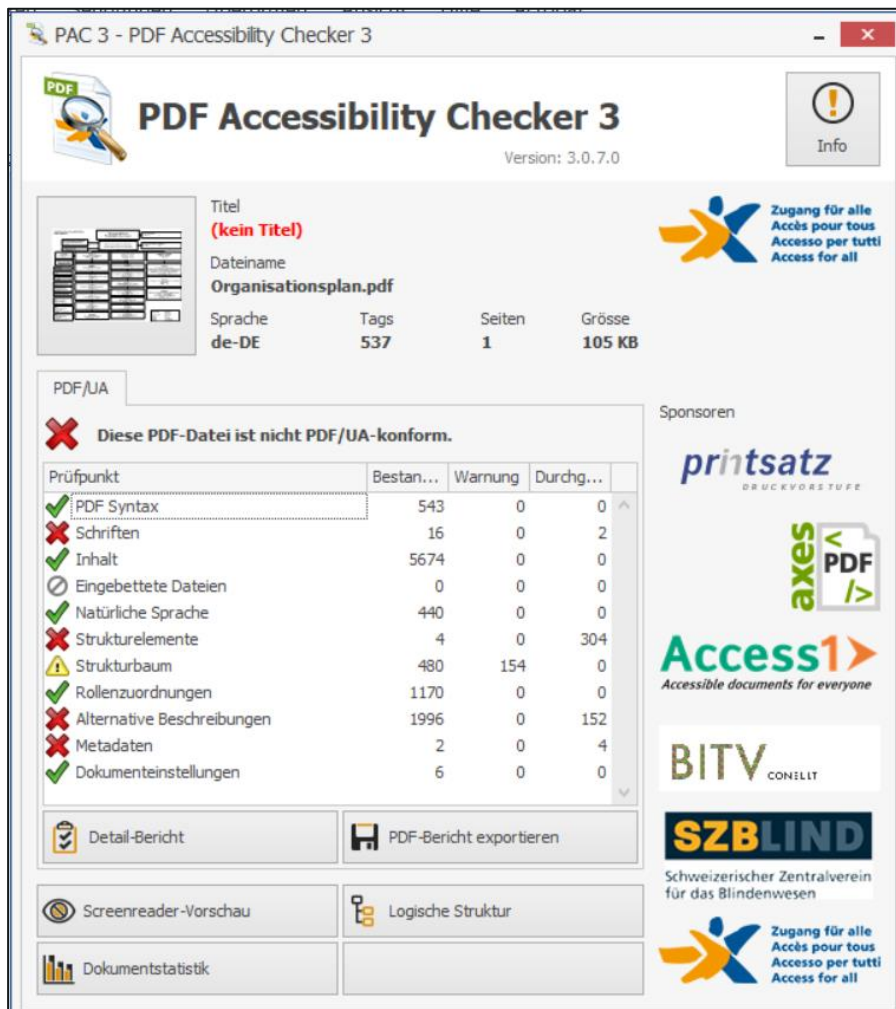 PAC 3 - PDF Accessibility Checker 3
PDF
PDF Accessibility Checker 3
Version: 3.0.7.0
Info
Titel
(kein Titel)
Dateiname
Organisationsplan.pdf
Sprache Tags Seiten Grösse
de-DE 537 1 105 KB
Zugang für alle
Accès pour tous
Accesso per tutti
Access for all
PDF/UA
Diese PDF-Datei ist nicht PDF/UA-konform.
Prüfpunkt Bestan... Warnung Durchg...
PDF Syntax 543 0 0
Schriften 16 0 2
Inhalt 5674 0 0
Eingebettete Dateien 0 0 0
Natürliche Sprache 440 0 0
Strukturelemente 4 0 304
Strukturbaum 480 154 0
Rollenzuordnungen 1170 0 0
Alternative Beschreibungen 1996 0 152
Metadaten 2 0 4
Dokumenteinstellungen 6 0 0
Detail-Bericht PDF-Bericht exportieren
Screenreader-Vorschau Logische Struktur
Dokumentstatistik
Sponsoren
printsatz
DRUCKVORSTUFE
axes
<
PDF
/>
Access1
Accessible documents for everyone
BITV CONSULT
SZBLIND
Schweizerischer Zentralverein
für das Blindenwesen
Zugang für alle
Accès pour tous
Accesso per tutti
Access for all